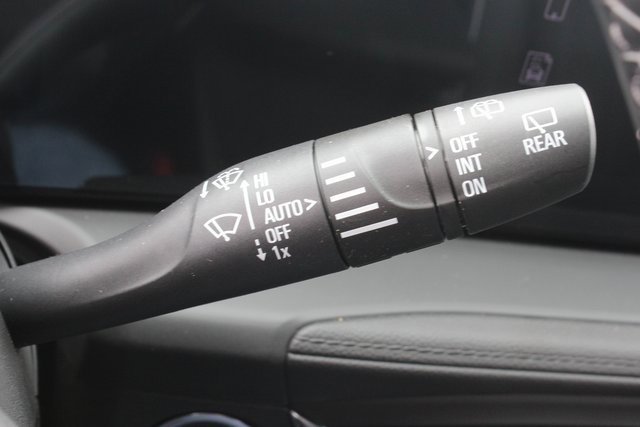 HI
LO
AUTO >
OFF
1x
>
OFF
INT
ON
REAR